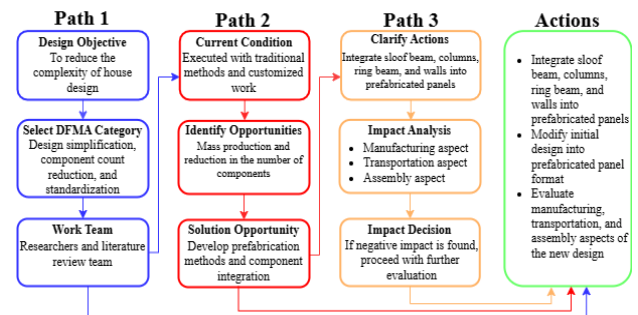 Path 1
Design Objective
To reduce the
complexity of house
design
Select DFMA Category
Design simplification,
component count
reduction, and
standardization
Work Team
Researchers and literature
review team
Path 2
Current Condition
Executed with traditional
methods and customized
work
Identify Opportunities
Mass production and
reduction in the number of
components
Solution Opportunity
Develop prefabrication
methods and component
integration
Path 3
Clarify Actions
Integrate sloof beam, columns,
ring beam, and walls into
prefabricated panels
Impact Analysis
• Manufacturing aspect
• Transportation aspect
• Assembly aspect
Impact Decision
If negative impact is found,
proceed with further
evaluation
Actions
• Integrate sloof
beam, columns,
ring beam, and
walls into
prefabricated panels
• Modify initial
design into
prefabricated panel
format
• Evaluate
manufacturing,
transportation, and
assembly aspects of
the new design